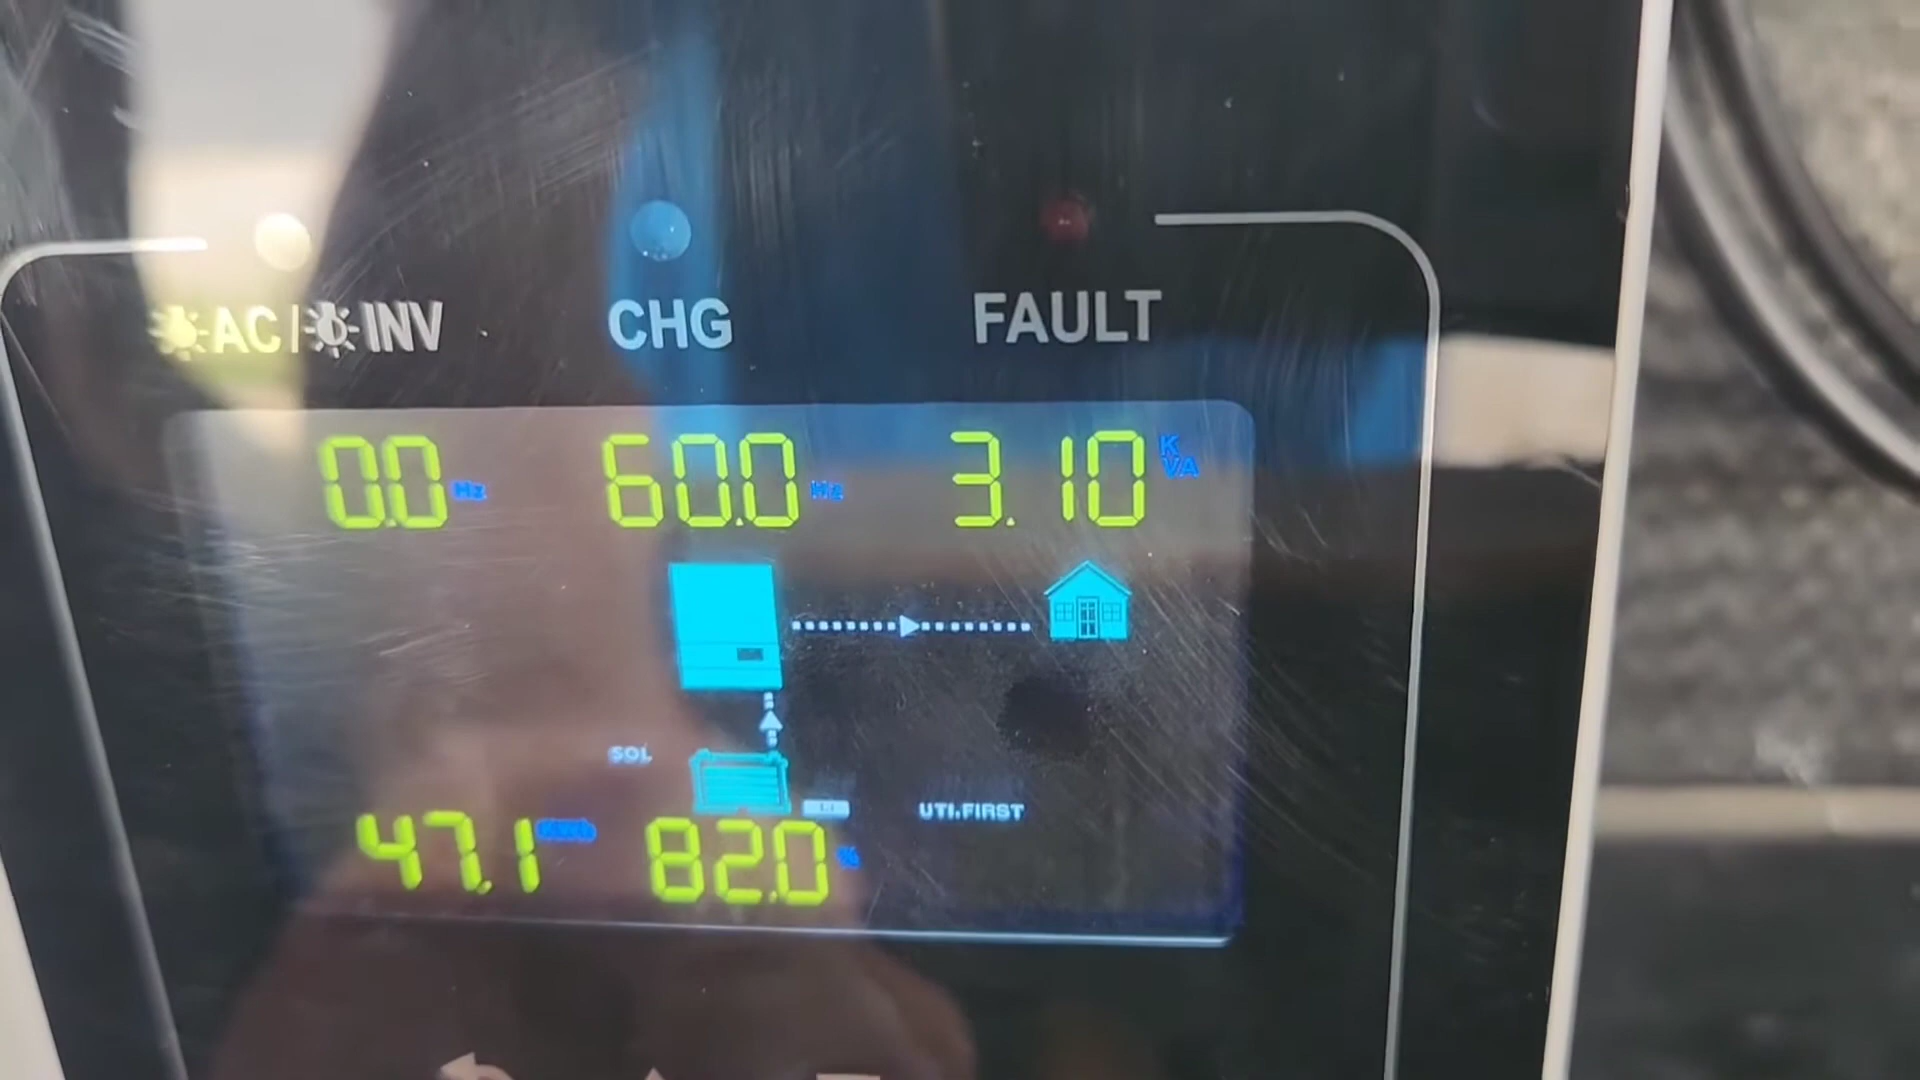 AC/INV CHG FAULT
0.0 Hz 60.0 Hz 3.10 KVA
SOL
UTI.FIRST
47.1 KWh 82.0 %